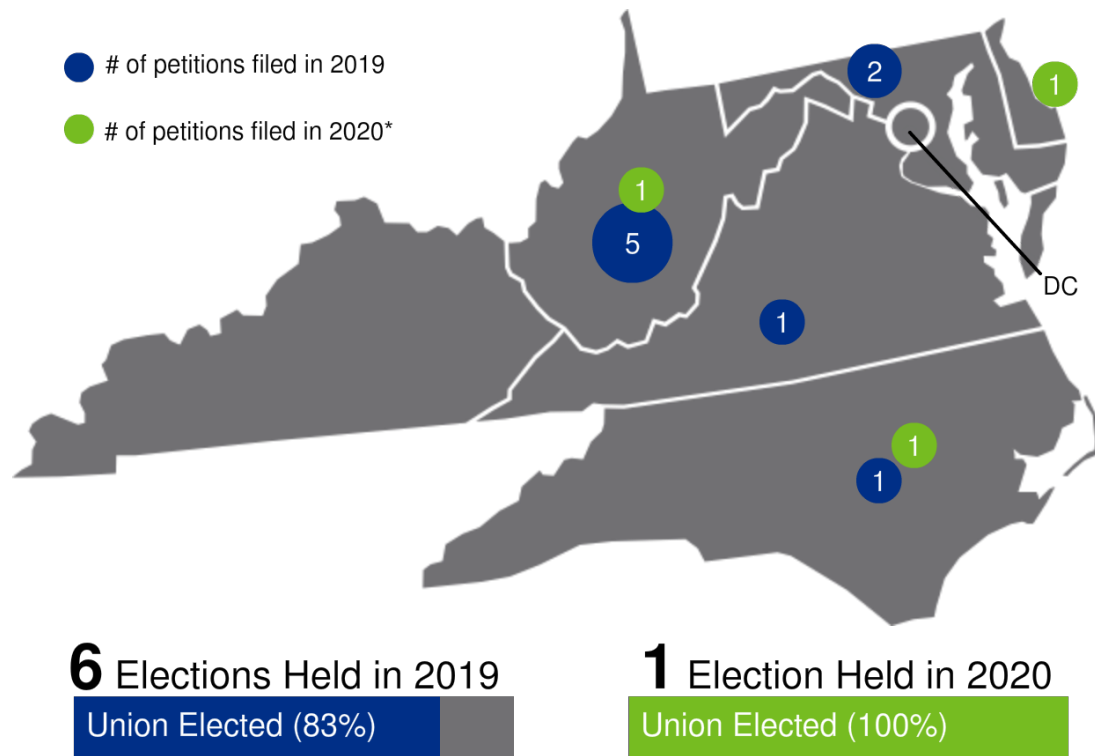 # of petitions filed in 2019
# of petitions filed in 2020*
2
1
1
5
DC
1
1
1
6 Elections Held in 2019
Union Elected (83%)
1 Election Held in 2020
Union Elected (100%)